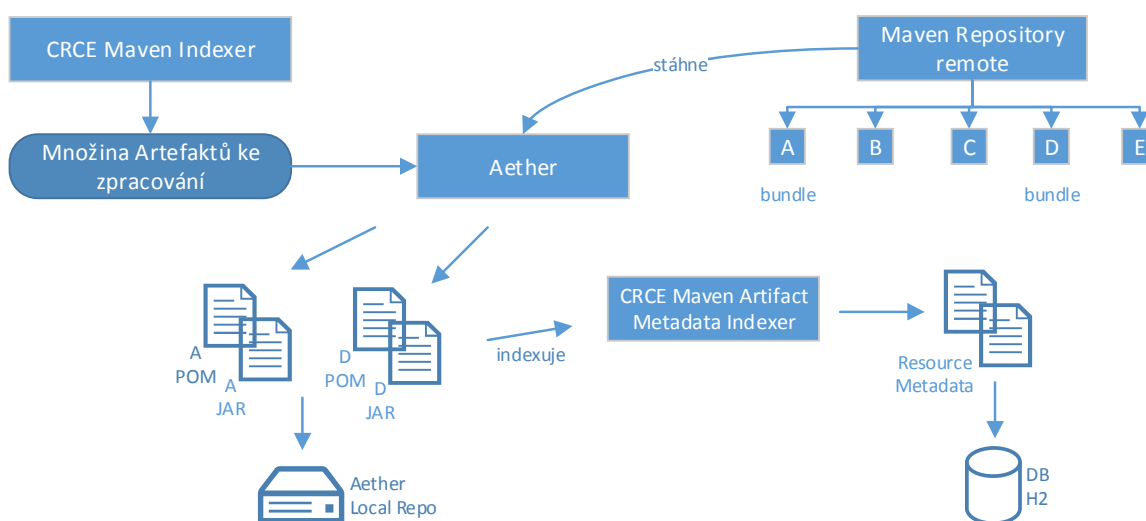 CRCE Maven Indexer
Maven Repository
remote
stáhne
Množina Artefaktů ke
zpracování
Aether
A
B
C
D
E
bundle
bundle
CRCE Maven Artifact
Metadata Indexer
indexuje
A
POM
A
JAR
D
POM
D
JAR
Resource
Metadata
Aether
Local Repo
DB
H2